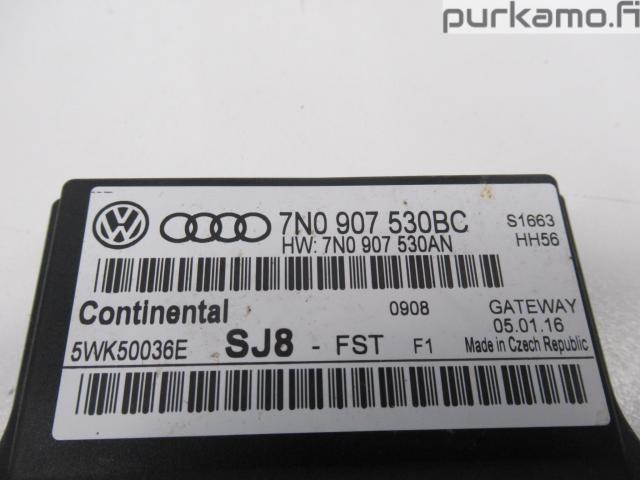 purkamo.fi
7N0 907 530BC S1663
HW: 7N0 907 530AN HH56
Continental 0908 GATEWAY
05.01.16
5WK50036E SJ8 - FST F1 Made in Czech Republic